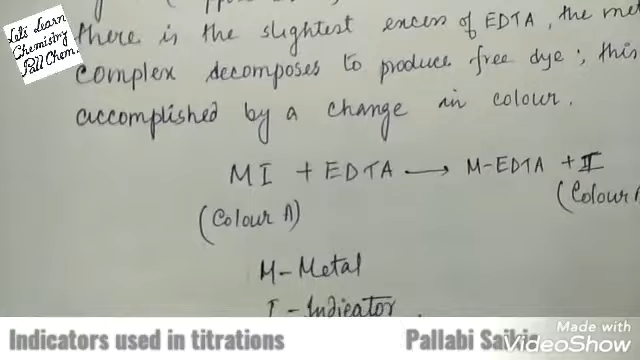 Let's Learn
Chemistry
Pall Chem.
there is the slightest excess of EDTA, the
complex decomposes to produce free dye; this
accomplished by a change in colour.
MI + EDTA → M-EDTA + I
(Colour A) (Colour
M - Metal
I - Indicator.
Indicators used in titrations Pallabi Saikia
Made with
VideoShow